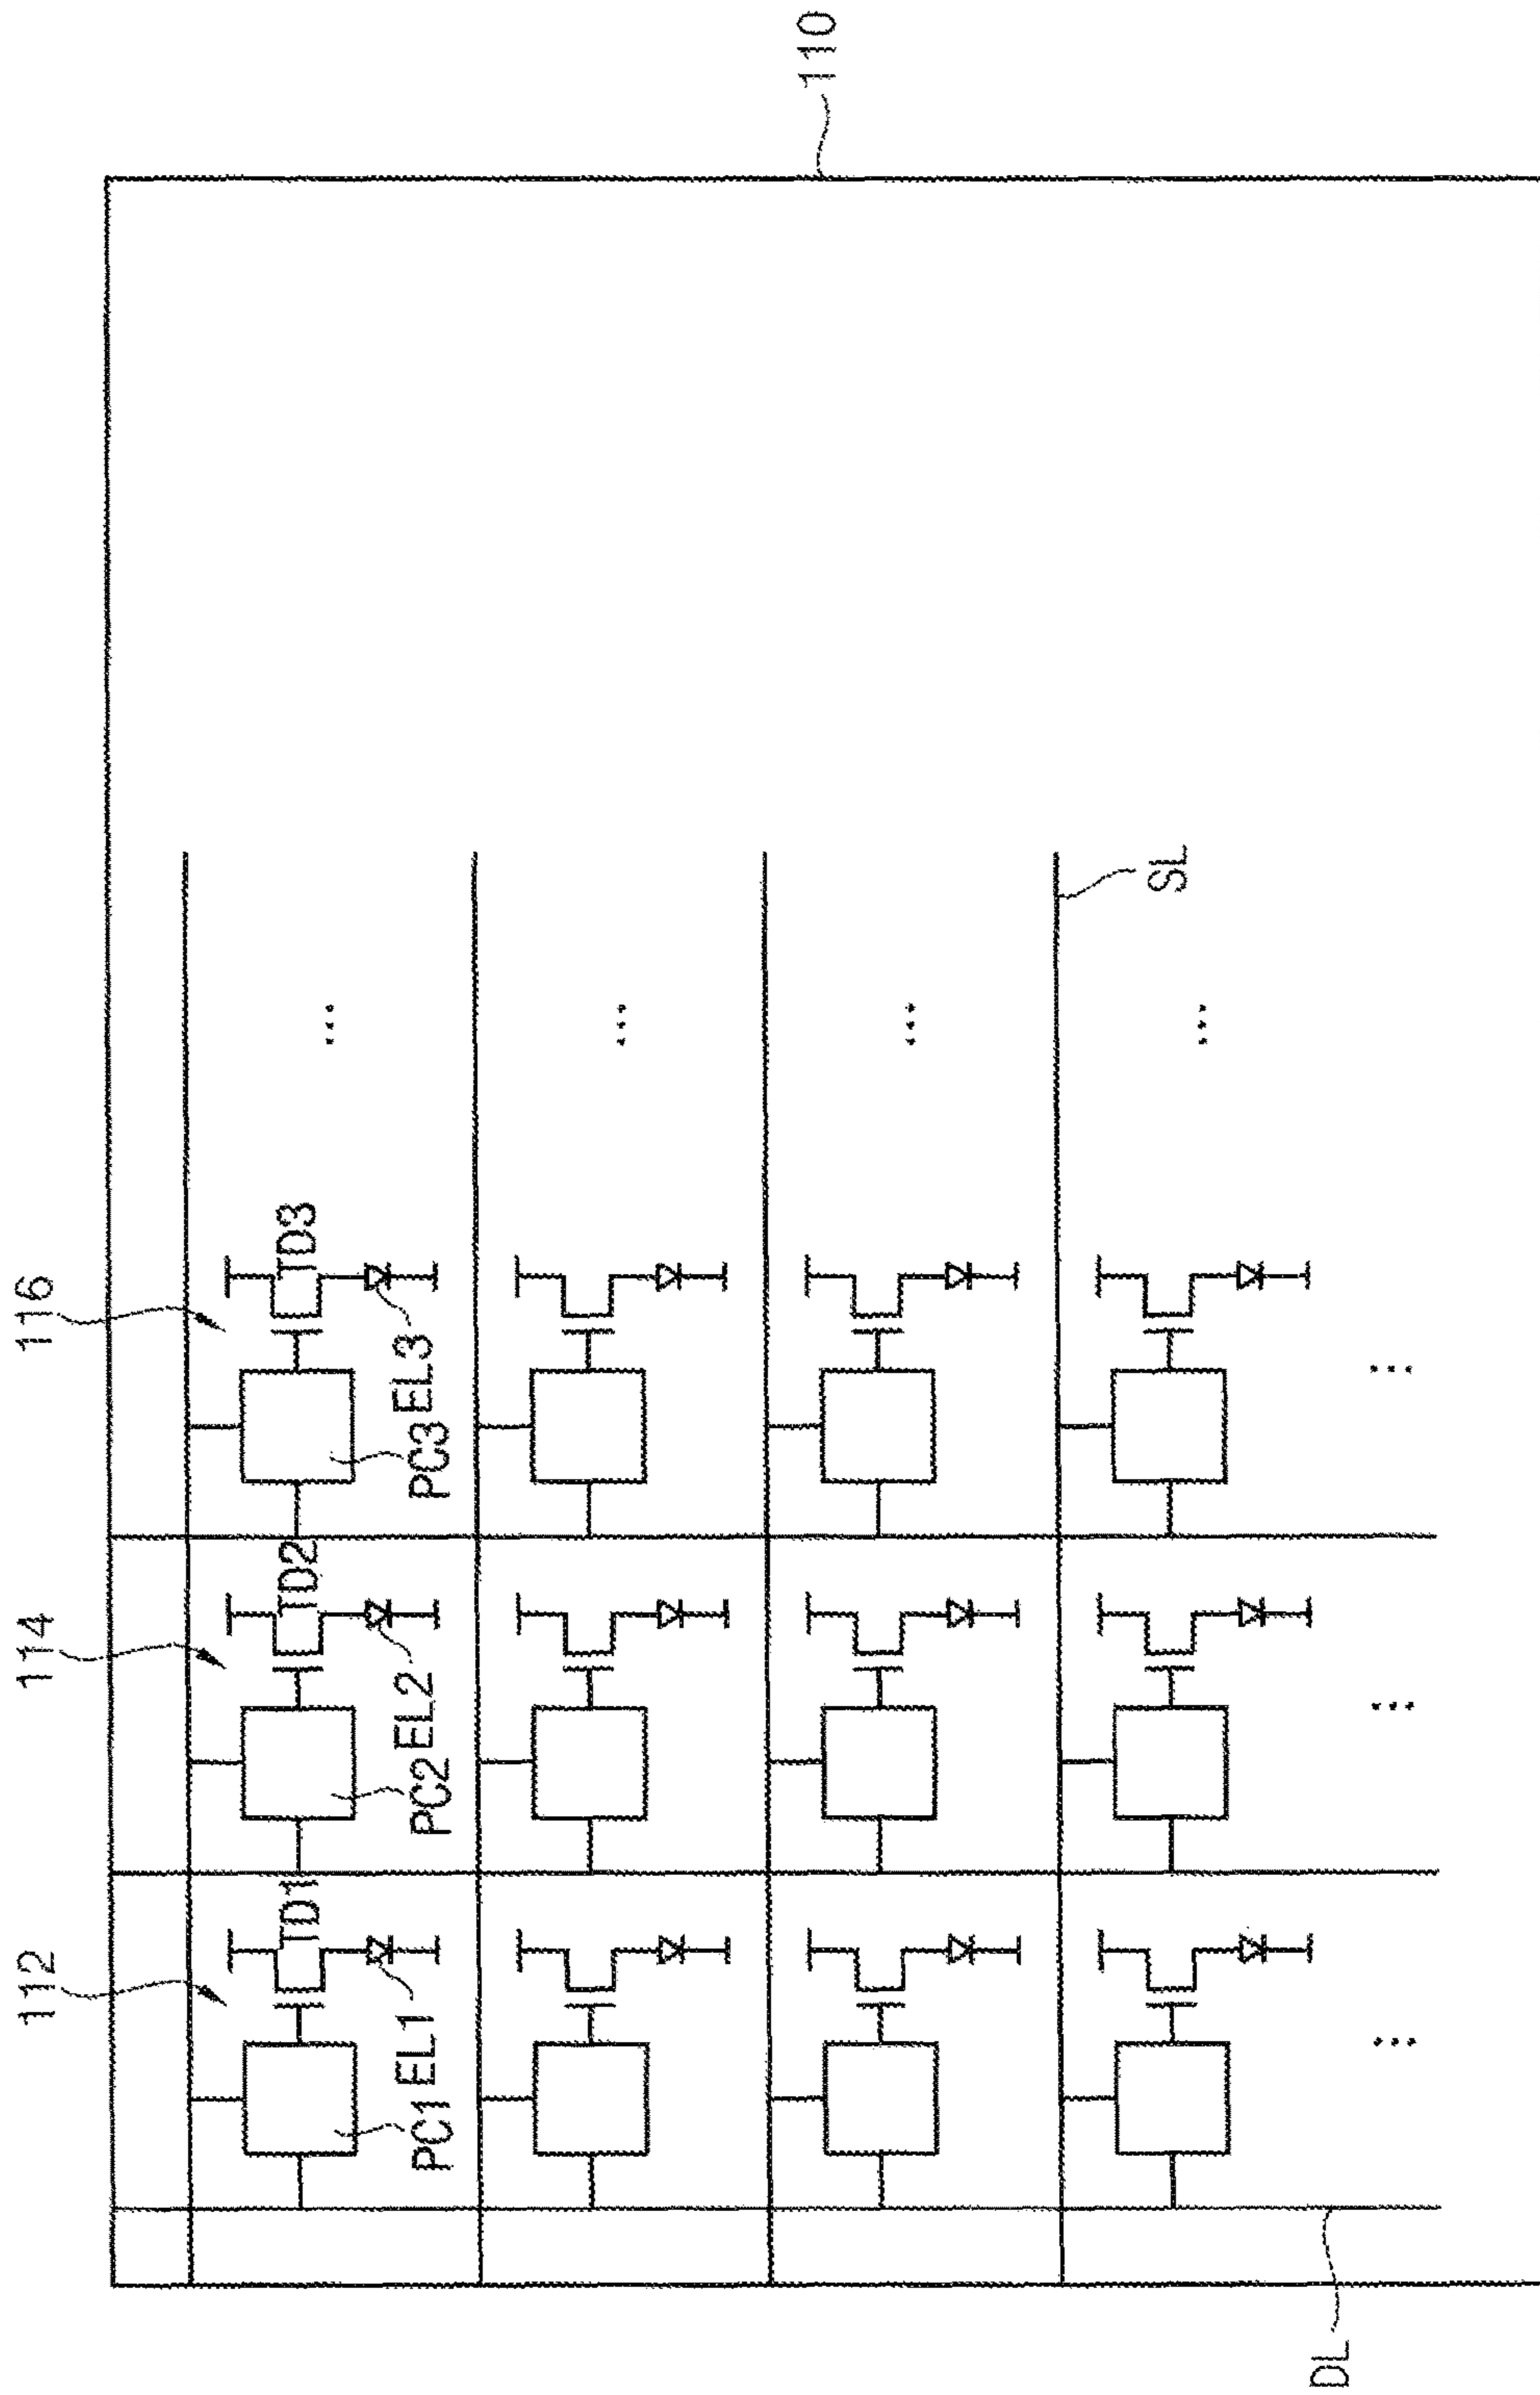 112
114
116
TD1
TD2
TD3
EL1
EL2
EL3
PC1
PC2
PC3
...
...
...
...
SL
...
...
...
DL
110